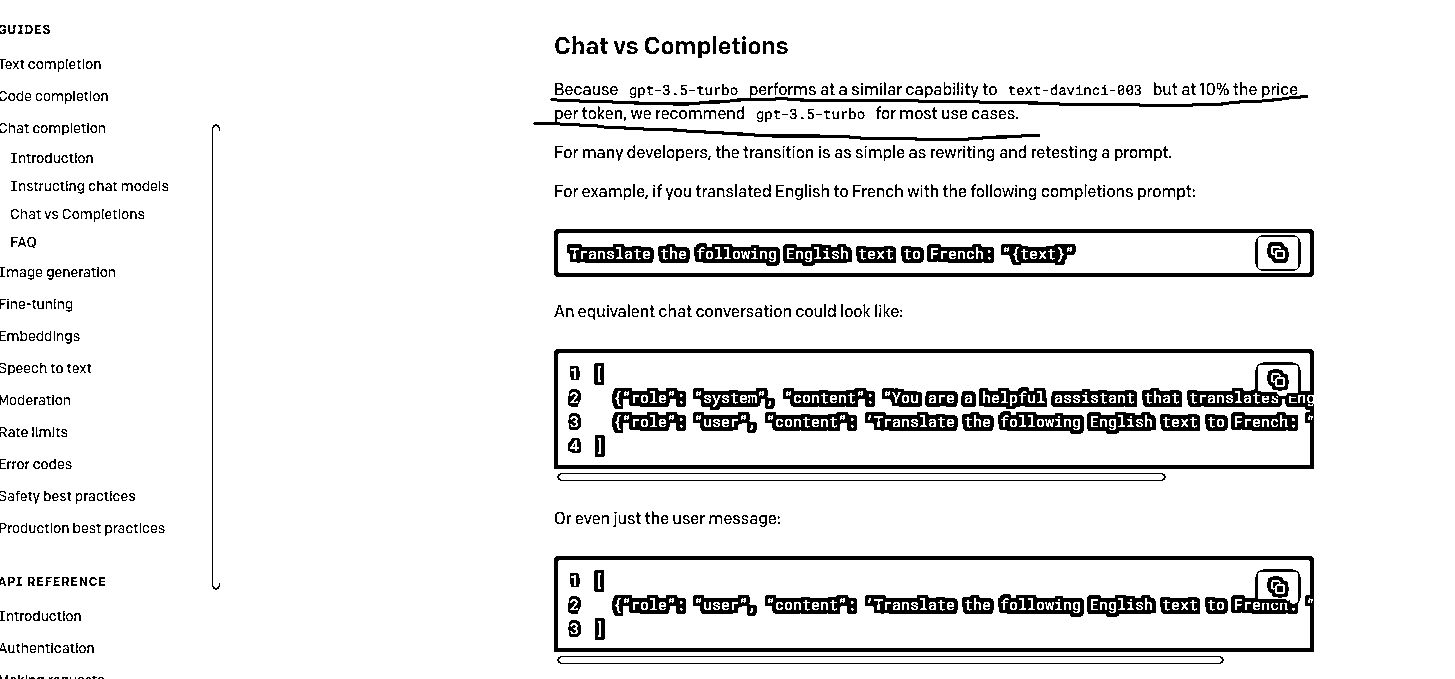 GUIDES
Text completion
Code completion
Chat completion
Introduction
Instructing chat models
Chat vs Completions
FAQ
Image generation
Fine-tuning
Embeddings
Speech to text
Moderation
Rate limits
Error codes
Safety best practices
Production best practices
API REFERENCE
Introduction
Authentication
Making requests
Chat vs Completions
Because gpt-3.5-turbo performs at a similar capability to text-davinci-003 but at 10% the price
per token, we recommend gpt-3.5-turbo for most use cases.
For many developers, the transition is as simple as rewriting and retesting a prompt.
For example, if you translated English to French with the following completions prompt:
Translate the following English text to French: "{text}"
An equivalent chat conversation could look like:
1 [
2 {"role": "system", "content": "You are a helpful assistant that translates Eng
3 {"role": "user", "content": 'Translate the following English text to French: "
4 ]
Or even just the user message:
1 [
2 {"role": "user", "content": 'Translate the following English text to French: "
3 ]